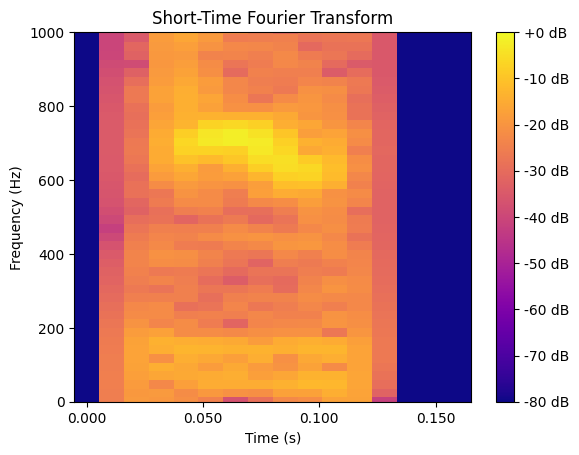 Short-Time Fourier Transform
1000
800
600
400
200
0
Frequency (Hz)
0.000
0.050
0.100
0.150
Time (s)
+0 dB
-10 dB
-20 dB
-30 dB
-40 dB
-50 dB
-60 dB
-70 dB
-80 dB